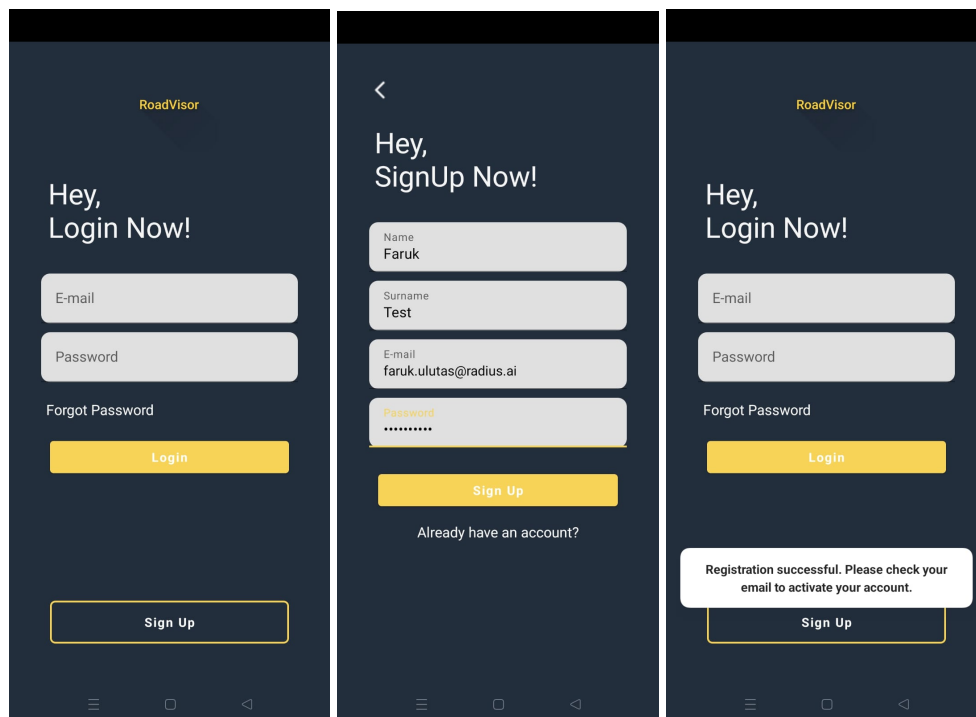 RoadVisor
Hey,
Login Now!
E-mail
Password
Forgot Password
Login
Sign Up
Hey,
SignUp Now!
Name
Faruk
Surname
Test
E-mail
faruk.ulutas@radius.ai
Password
••••••••••
Sign Up
Already have an account?
RoadVisor
Hey,
Login Now!
E-mail
Password
Forgot Password
Login
Registration successful. Please check your
email to activate your account.
Sign Up